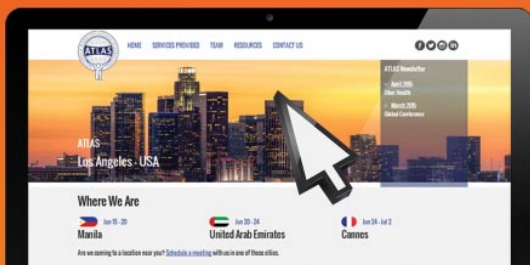 ATLAS
HOME SERVICES PROVIDED TEAM RESOURCES CONTACT US
ATLAS Newsletter
April 2015
Uber Health
March 2015
Global Conference
ATLAS
Los Angeles - USA
Where We Are
Jun 15 - 20
Manila
Jun 20 - 24
United Arab Emirates
Jun 24 - Jul 2
Cannes
Are we coming to a location near you? Schedule a meeting with us in one of these cities.